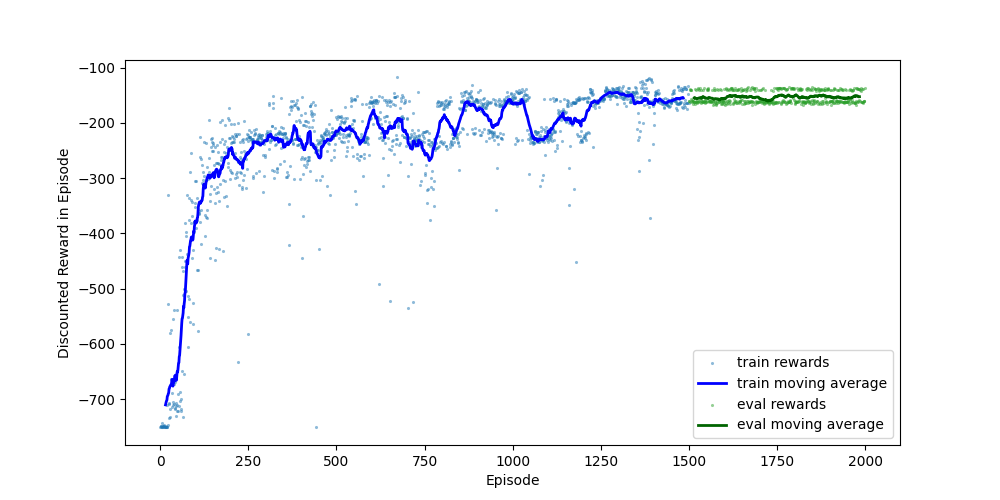 −100
−200
−300
−400
−500
−600
−700
Discounted Reward in Episode
0
250
500
750
1000
1250
1500
1750
2000
Episode
train rewards
train moving average
eval rewards
eval moving average